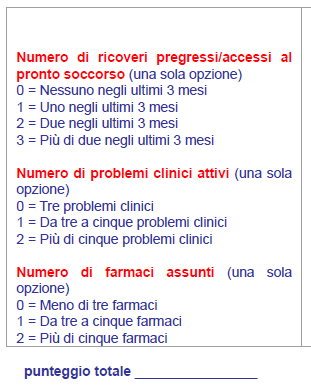 Numero di ricoveri pregressi/accessi al
pronto soccorso (una sola opzione)
0 = Nessuno negli ultimi 3 mesi
1 = Uno negli ultimi 3 mesi
2 = Due negli ultimi 3 mesi
3 = Più di due negli ultimi 3 mesi
Numero di problemi clinici attivi (una sola
opzione)
0 = Tre problemi clinici
1 = Da tre a cinque problemi clinici
2 = Più di cinque problemi clinici
Numero di farmaci assunti (una sola
opzione)
0 = Meno di tre farmaci
1 = Da tre a cinque farmaci
2 = Più di cinque farmaci
punteggio totale ________________